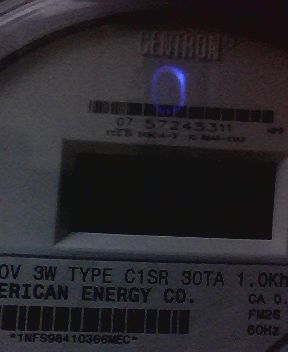 CENTRON
07 57245311
0V 3W TYPE C1SR 30TA 1.0Kh
ERICAN ENERGY CO.
CA 0.
FM2S
60Hz
*1NFS98410366MEC*